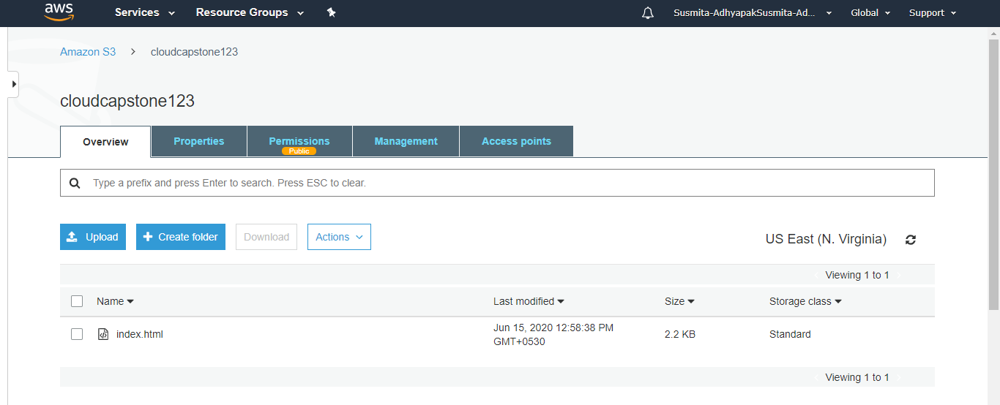 aws Services Resource Groups Susmita-AdhyapakSusmita-Ad... Global Support
Amazon S3 > cloudcapstone123
cloudcapstone123
Overview Properties Permissions Management Access points
Public
Type a prefix and press Enter to search. Press ESC to clear.
Upload Create folder Download Actions US East (N. Virginia)
Viewing 1 to 1
Name Last modified Size Storage class
index.html Jun 15, 2020 12:58:38 PM 2.2 KB Standard
GMT+0530
Viewing 1 to 1